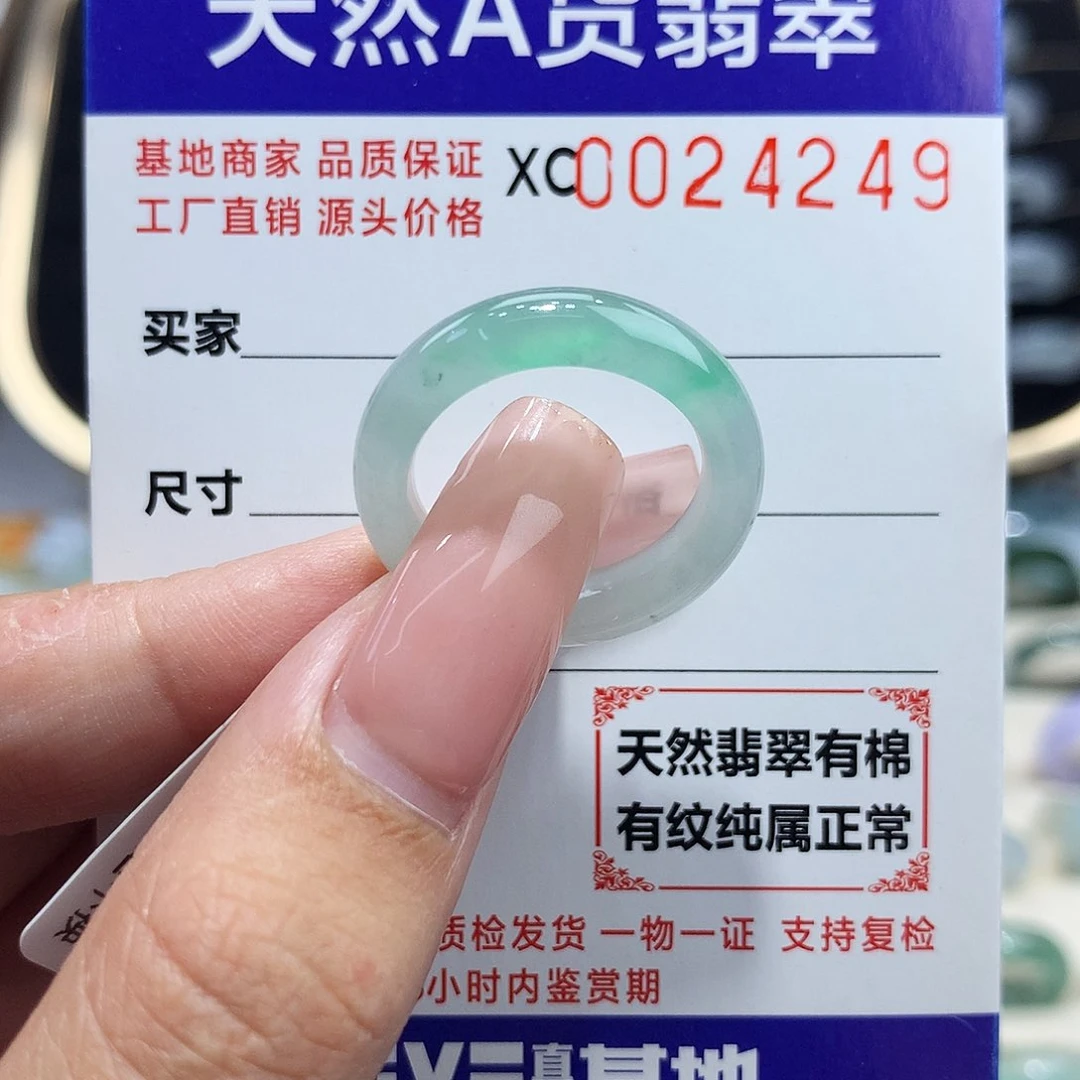 天然A货翡翠
基地商家 品质保证
工厂直销 源头价格
XC0024249
买家
尺寸
天然翡翠有棉
有纹纯属正常
质检发货 一物一证 支持复检
小时内鉴赏期
基地